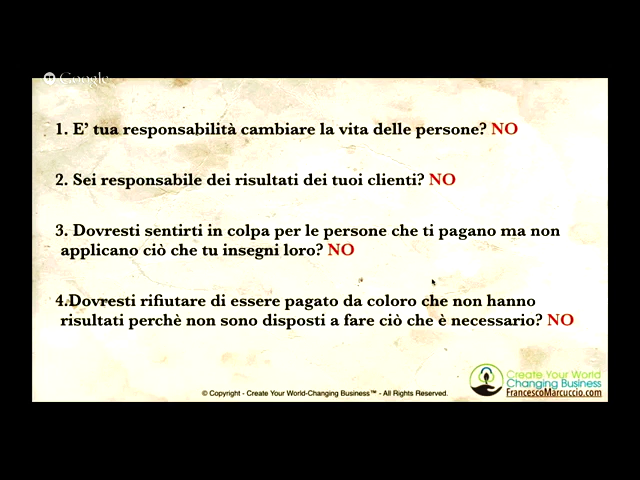 Google
1. E' tua responsabilità cambiare la vita delle persone? NO
2. Sei responsabile dei risultati dei tuoi clienti? NO
3. Dovresti sentirti in colpa per le persone che ti pagano ma non
applicano ciò che tu insegni loro? NO
4.Dovresti rifiutare di essere pagato da coloro che non hanno
risultati perchè non sono disposti a fare ciò che è necessario? NO
Create Your World
Changing Business
FrancescoMarcuccio.com
© Copyright - Create Your World-Changing Business™ - All Rights Reserved.